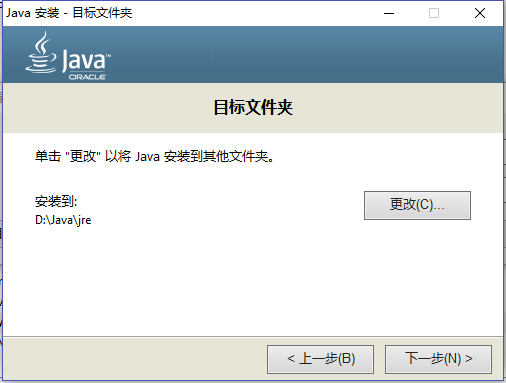 Java 安装 - 目标文件夹
Java™
ORACLE
目标文件夹
单击 "更改" 以将 Java 安装到其他文件夹。
安装到:
更改(C)...
D:\Java\jre
< 上一步(B)
下一步(N) >